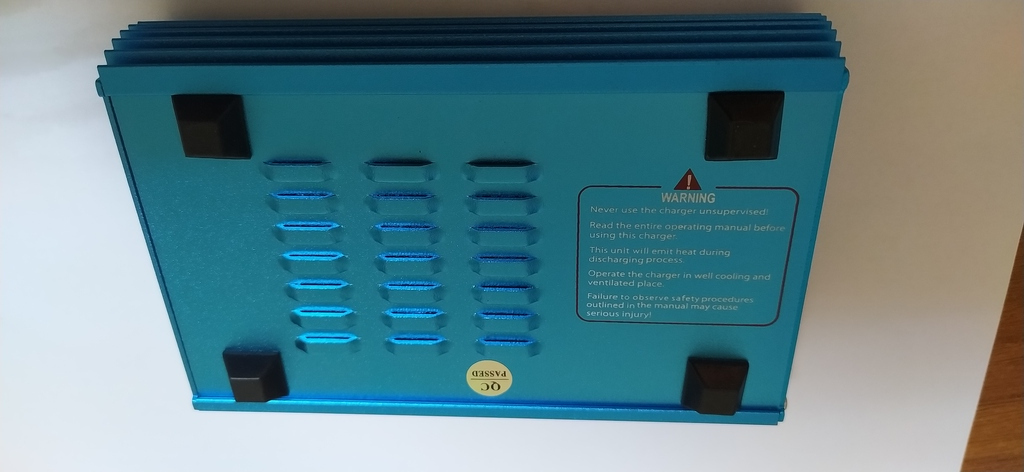 !
WARNING
Never use the charger unsupervised!
Read the entire operating manual before
using this charger.
This unit will emit heat during
discharging process.
Operate the charger in well cooling and
ventilated place.
Failure to observe safety procedures
outlined in the manual may cause
serious injury!
QC
PASSED